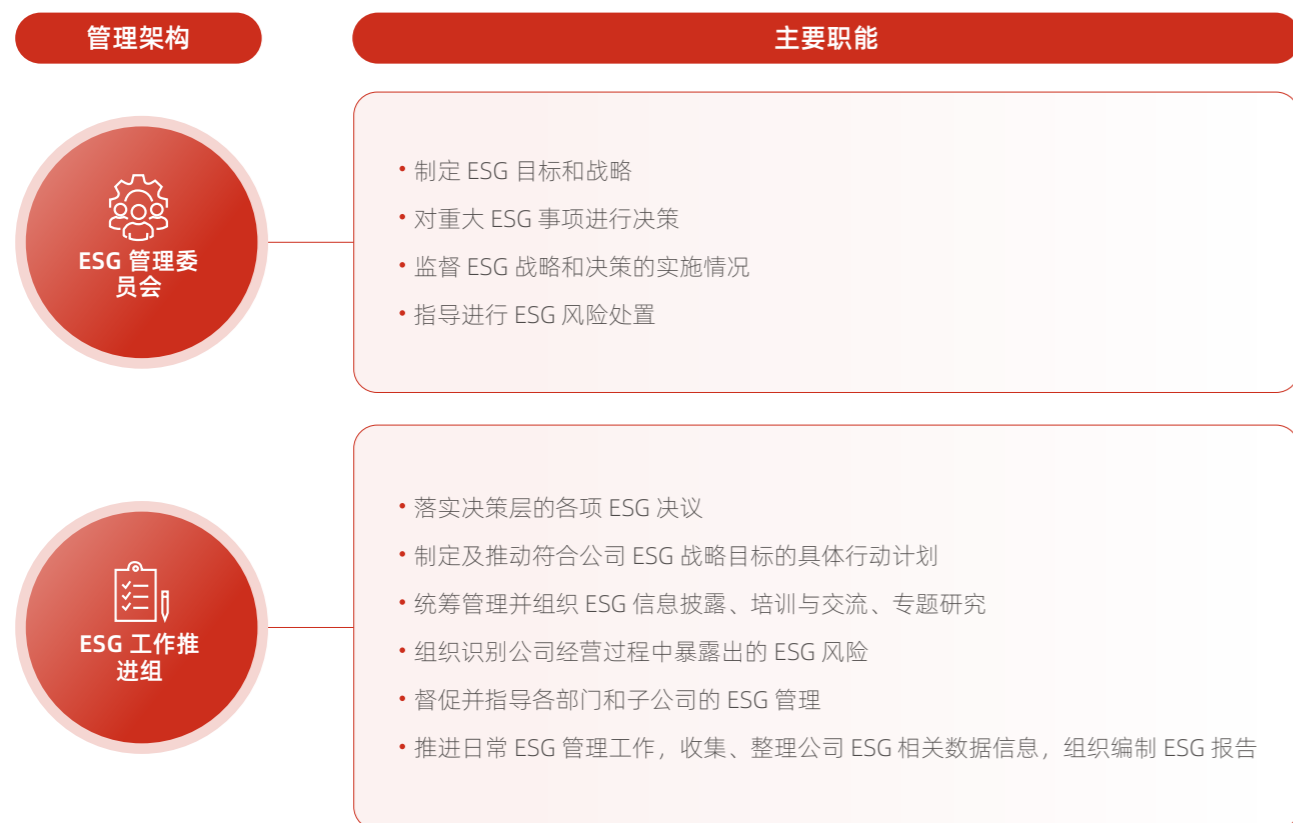 管理架构
主要职能
ESG 管理委
员会
• 制定 ESG 目标和战略
• 对重大 ESG 事项进行决策
• 监督 ESG 战略和决策的实施情况
• 指导进行 ESG 风险处置
ESG 工作推
进组
• 落实决策层的各项 ESG 决议
• 制定及推动符合公司 ESG 战略目标的具体行动计划
• 统筹管理并组织 ESG 信息披露、培训与交流、专题研究
• 组织识别公司经营过程中暴露出的 ESG 风险
• 督促并指导各部门和子公司的 ESG 管理
• 推进日常 ESG 管理工作，收集、整理公司 ESG 相关数据信息，组织编制 ESG 报告